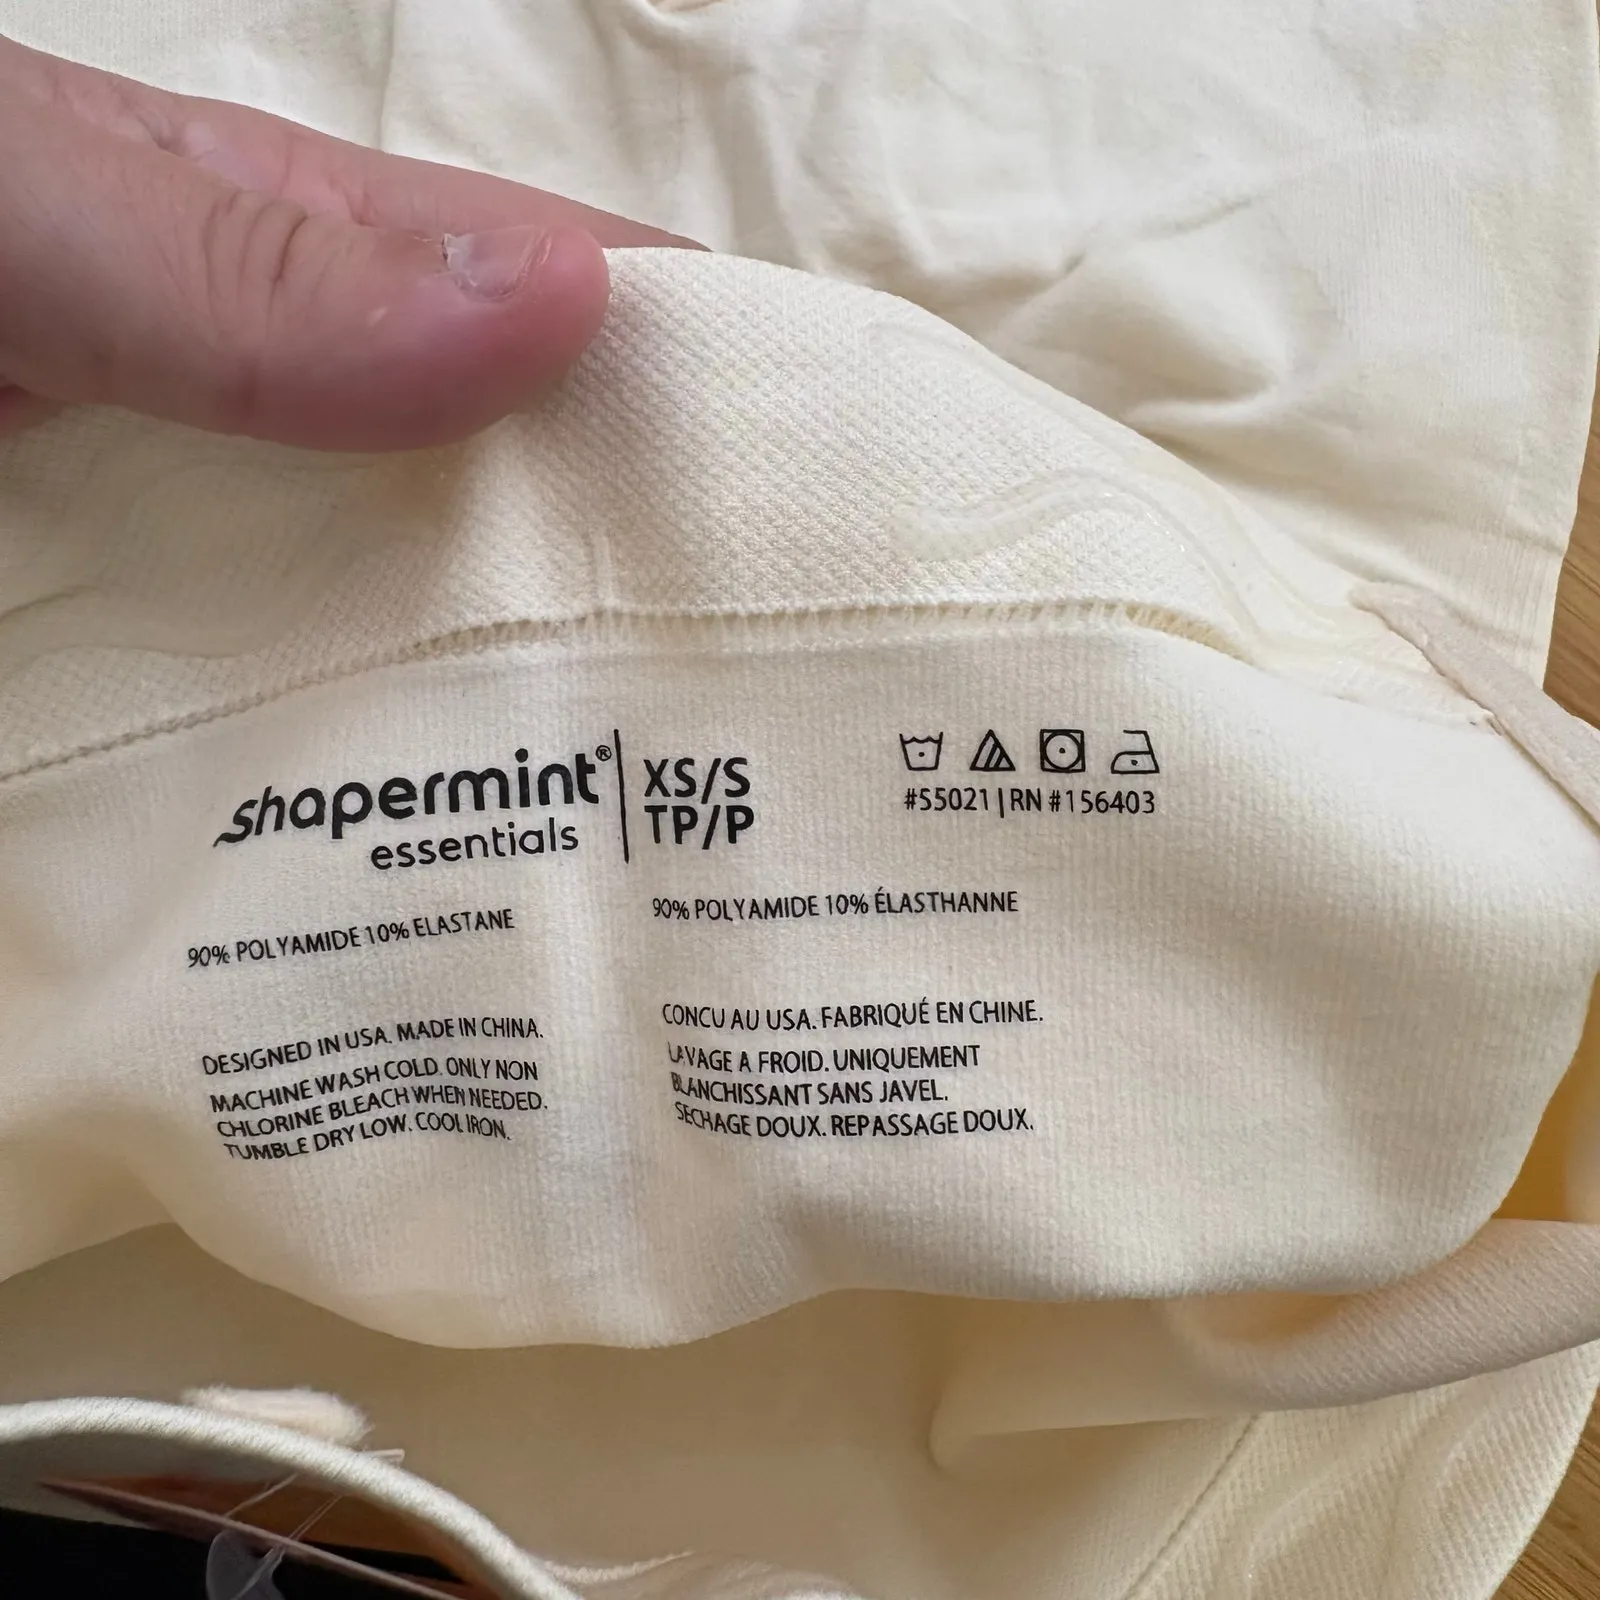 shapermint®
essentials
XS/S
TP/P
#55021 | RN #156403
90% POLYAMIDE 10% ELASTANE
DESIGNED IN USA. MADE IN CHINA.
MACHINE WASH COLD. ONLY NON
CHLORINE BLEACH WHEN NEEDED.
TUMBLE DRY LOW. COOL IRON.
90% POLYAMIDE 10% ÉLASTHANNE
CONCU AU USA. FABRIQUÉ EN CHINE.
LAVAGE A FROID. UNIQUEMENT
BLANCHISSANT SANS JAVEL.
SECHAGE DOUX. REPASSAGE DOUX.